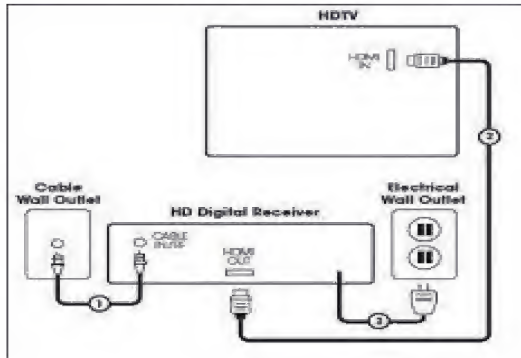 HDTV
HDMI
IN
2
Cable
Wall Outlet
Electrical
Wall Outlet
HD Digital Receiver
CABLE
IN/RF
HDMI
OUT
1
3